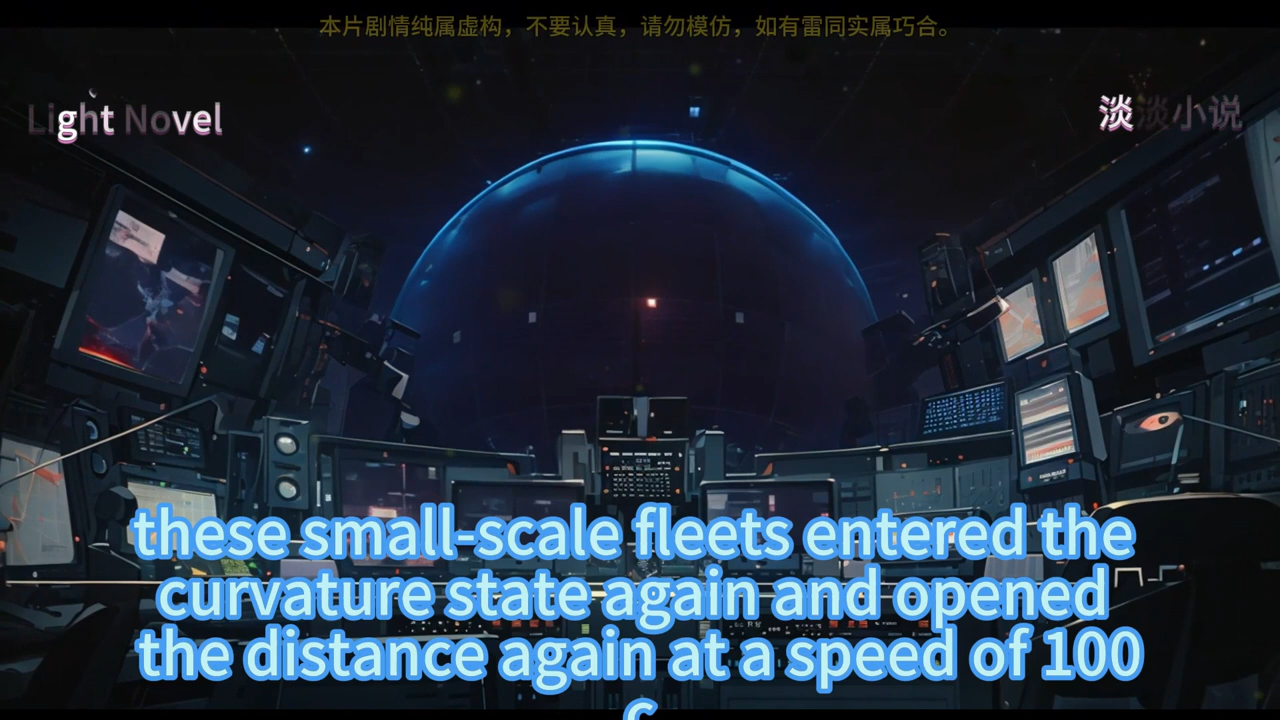 本片剧情纯属虚构，不要认真，请勿模仿，如有雷同实属巧合。
Light Novel
淡淡小说
these small-scale fleets entered the
curvature state again and opened
the distance again at a speed of 100